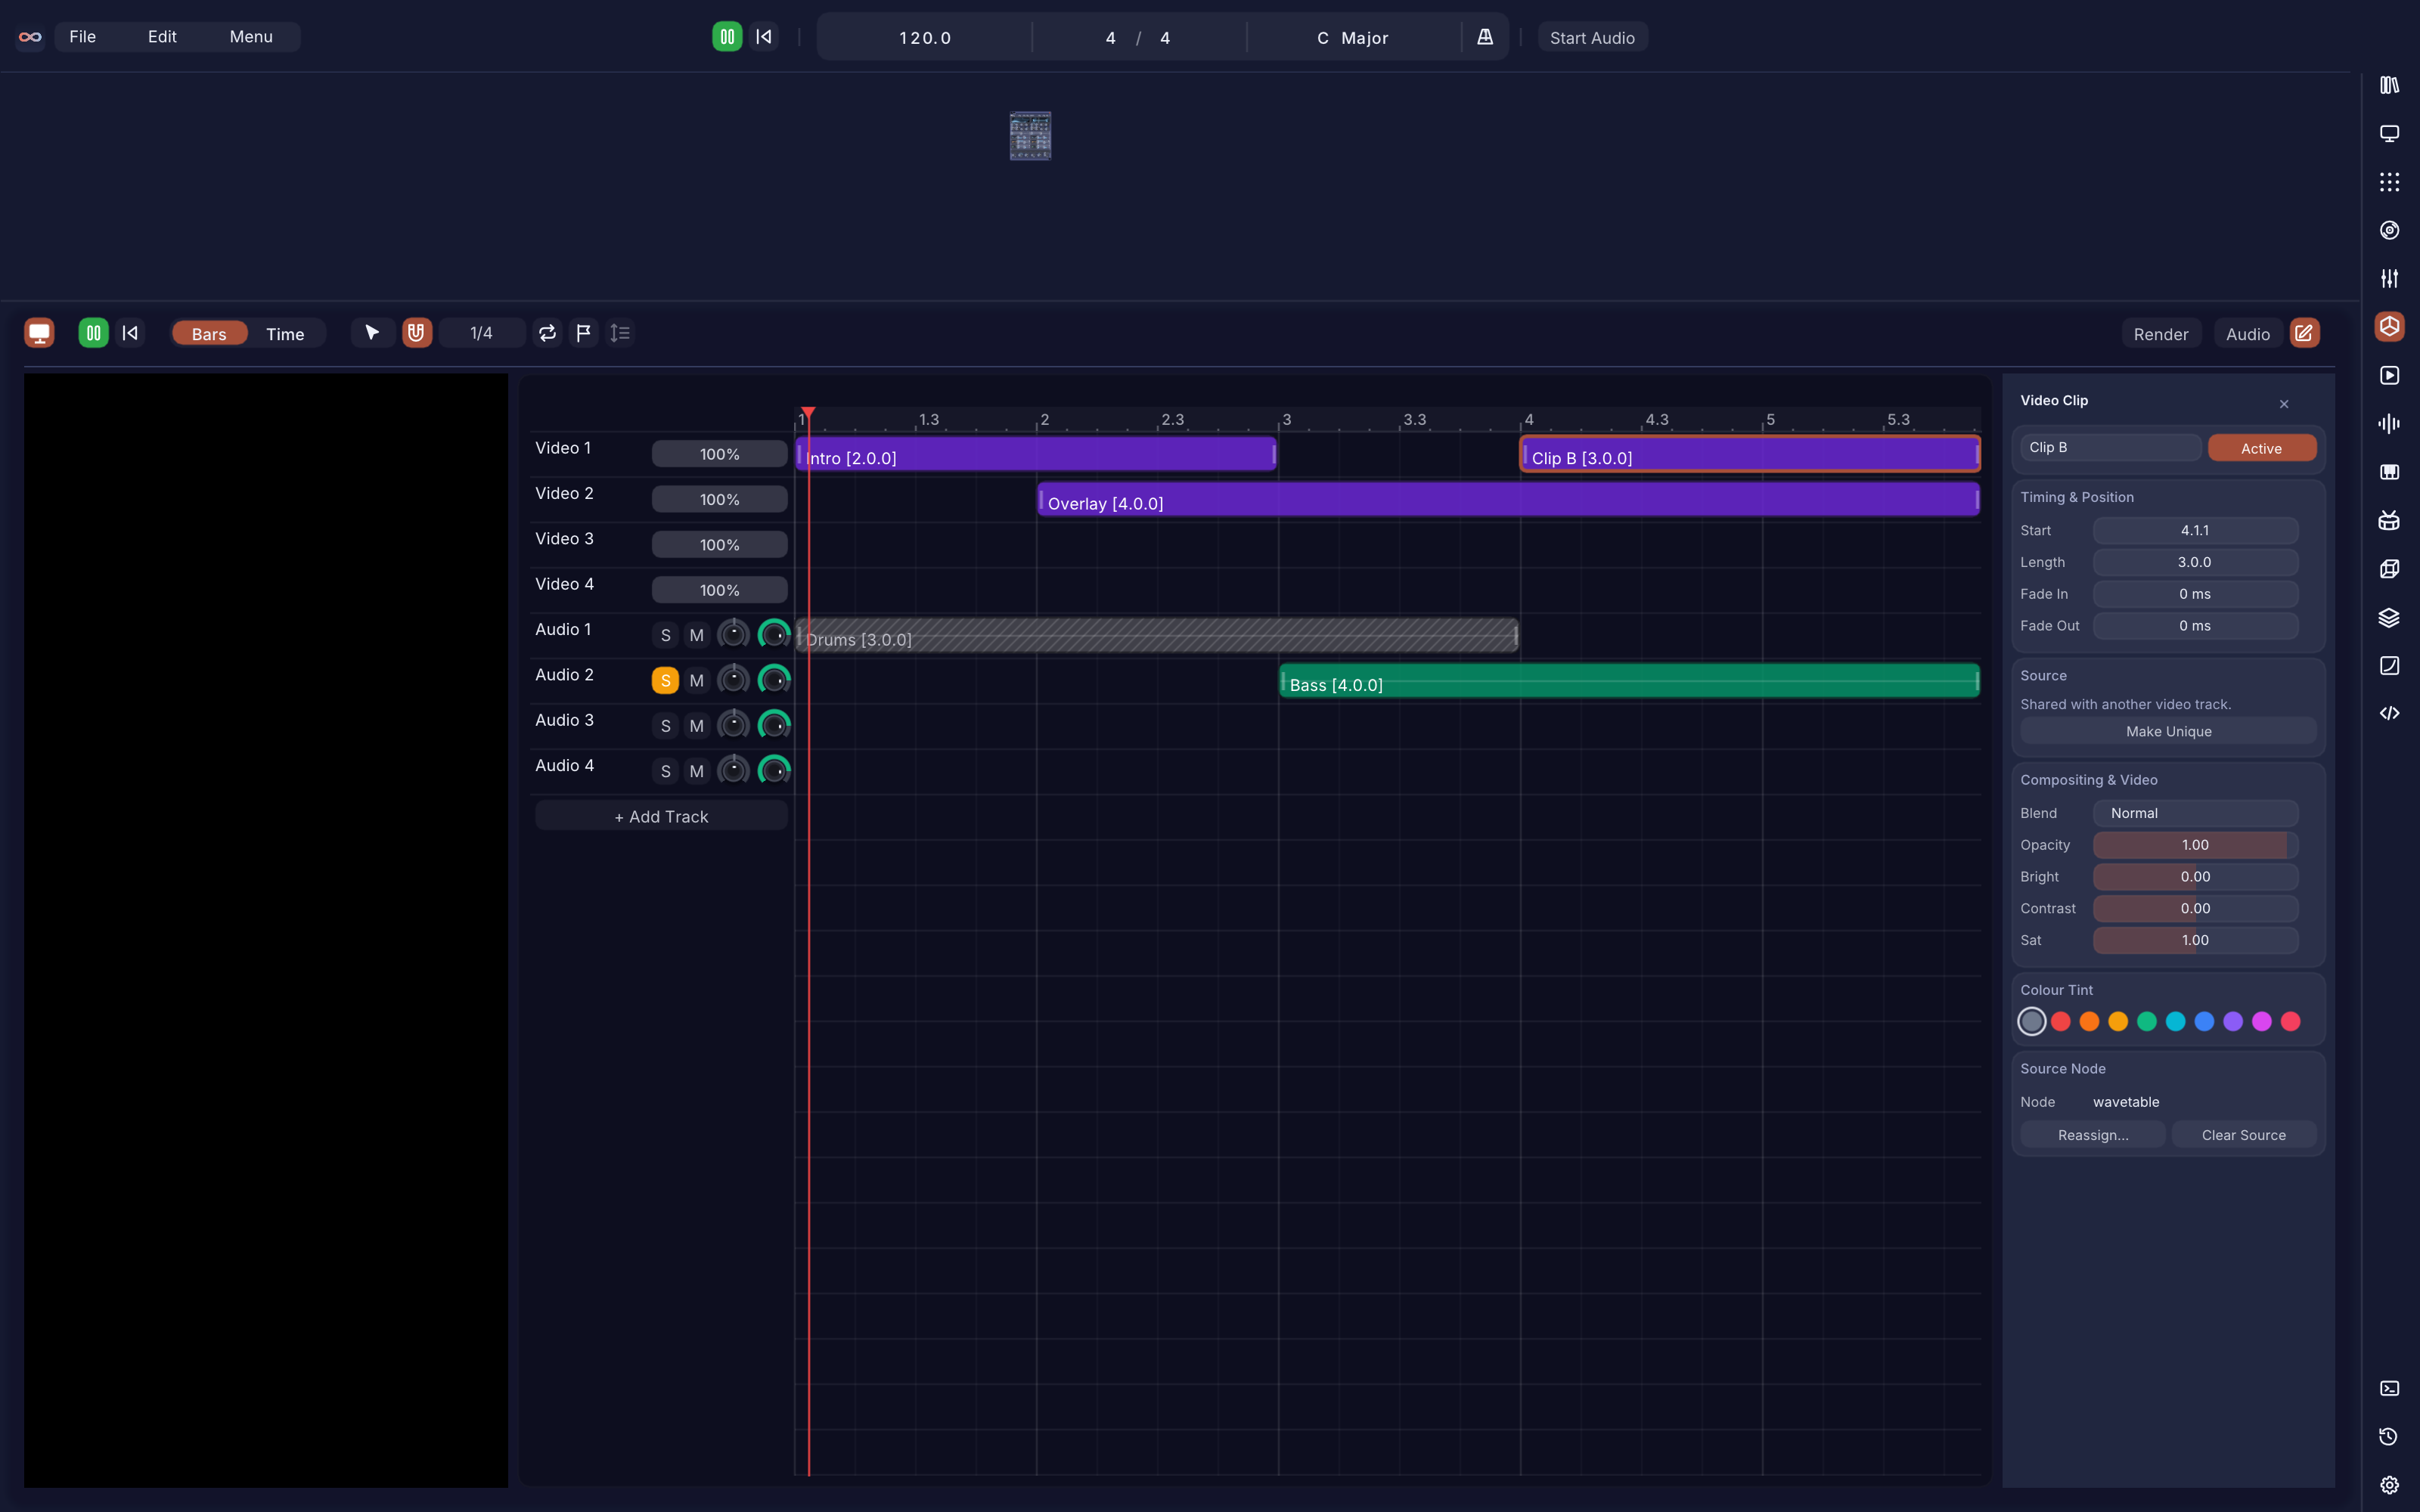 File Edit Menu 120.0 4 / 4 C Major Start Audio
Bars Time 1/4 Render Audio
1 1.3 2 2.3 3 3.3 4 4.3 5 5.3
Video 1 100% Intro [2.0.0] Clip B [3.0.0]
Video 2 100% Overlay [4.0.0]
Video 3 100%
Video 4 100%
Audio 1 S M Drums [3.0.0]
Audio 2 S M Bass [4.0.0]
Audio 3 S M
Audio 4 S M
+ Add Track
Video Clip ×
Clip B Active
Timing & Position
Start 4.1.1
Length 3.0.0
Fade In 0 ms
Fade Out 0 ms
Source
Shared with another video track.
Make Unique
Compositing & Video
Blend Normal
Opacity 1.00
Bright 0.00
Contrast 0.00
Sat 1.00
Colour Tint
Source Node
Node wavetable
Reassign... Clear Source